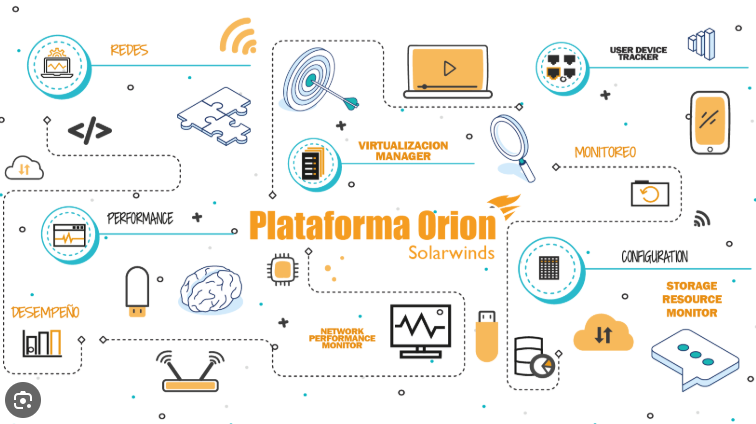 REDES
USER DEVICE
TRACKER
</>
VIRTUALIZACION
MANAGER
MONITOREO
PERFORMANCE
Plataforma Orion
Solarwinds
CONFIGURATION
DESEMPEÑO
STORAGE
RESOURCE
MONITOR
NETWORK
PERFORMANCE
MONITOR